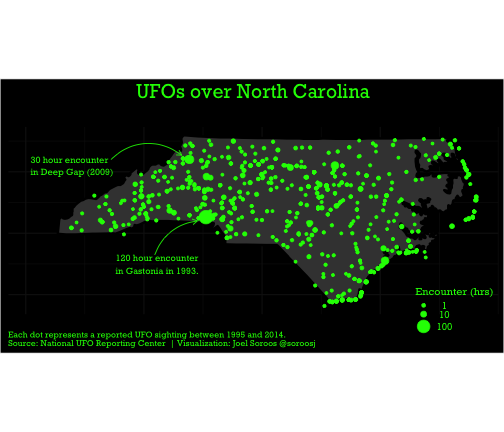 UFOs over North Carolina
30 hour encounter
in Deep Gap (2009)
120 hour encounter
in Gastonia in 1993.
Encounter (hrs)
1
10
100
Each dot represents a reported UFO sighting between 1995 and 2014.
Source: National UFO Reporting Center | Visualization: Joel Soroos @soroosj